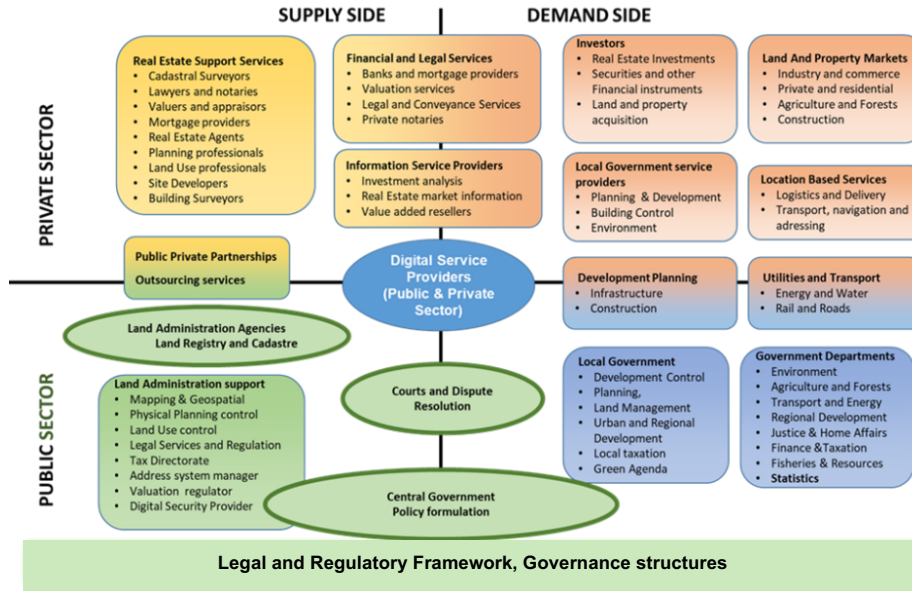 SUPPLY SIDE
DEMAND SIDE
PRIVATE SECTOR
PUBLIC SECTOR
Real Estate Support Services
• Cadastral Surveyors
• Lawyers and notaries
• Valuers and appraisors
• Mortgage providers
• Real Estate Agents
• Planning professionals
• Land Use professionals
• Site Developers
• Building Surveyors
Financial and Legal Services
• Banks and mortgage providers
• Valuation services
• Legal and Conveyance Services
• Private notaries
Information Service Providers
• Investment analysis
• Real Estate market information
• Value added resellers
Investors
• Real Estate Investments
• Securities and other
Financial instruments
• Land and property
acquisition
Land And Property Markets
• Industry and commerce
• Private and residential
• Agriculture and Forests
• Construction
Local Government service
providers
• Planning & Development
• Building Control
• Environment
Location Based Services
• Logistics and Delivery
• Transport, navigation and
adressing
Public Private Partnerships
Outsourcing services
Digital Service
Providers
(Public & Private
Sector)
Development Planning
• Infrastructure
• Construction
Utilities and Transport
• Energy and Water
• Rail and Roads
Land Administration Agencies
Land Registry and Cadastre
Land Administration support
• Mapping & Geospatial
• Physical Planning control
• Land Use control
• Legal Services and Regulation
• Tax Directorate
• Address system manager
• Valuation regulator
• Digital Security Provider
Courts and Dispute
Resolution
Local Government
• Development Control
• Planning,
• Land Management
• Urban and Regional
Development
• Local taxation
• Green Agenda
Government Departments
• Environment
• Agriculture and Forests
• Transport and Energy
• Regional Development
• Justice & Home Affairs
• Finance &Taxation
• Fisheries & Resources
• Statistics
Central Government
Policy formulation
Legal and Regulatory Framework, Governance structures